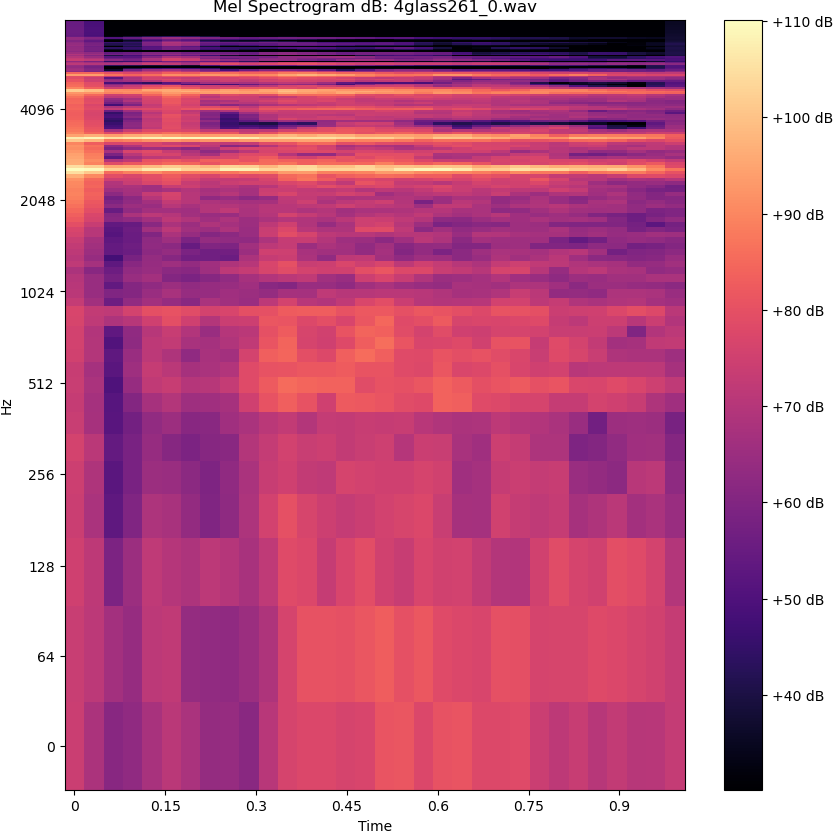 Mel Spectrogram dB: 4glass261_0.wav
+110 dB
+100 dB
+90 dB
+80 dB
+70 dB
+60 dB
+50 dB
+40 dB
4096
2048
1024
512
256
128
64
0
Hz
0 0.15 0.3 0.45 0.6 0.75 0.9
Time